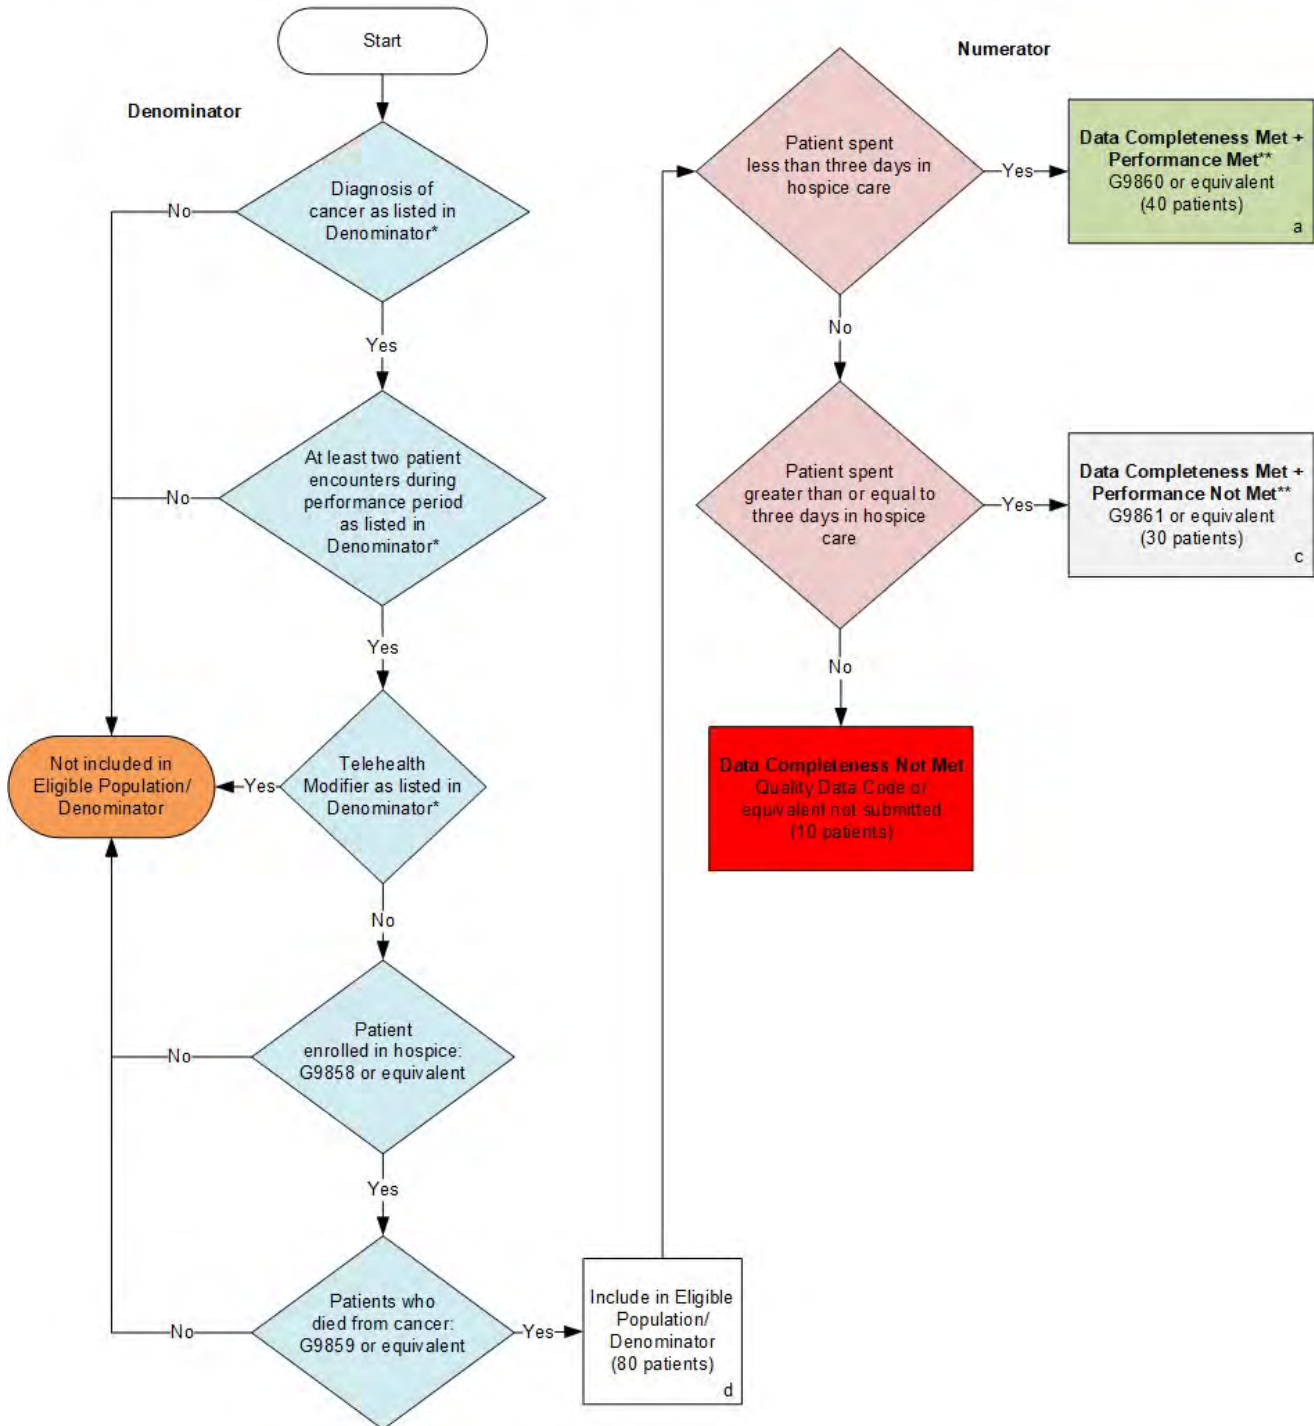 Start
Denominator
Diagnosis of
cancer as listed in
Denominator*
No
Yes
At least two patient
encounters during
performance period
as listed in
Denominator*
No
Yes
Telehealth
Modifier as listed in
Denominator*
Yes
Not included in
Eligible Population/
Denominator
No
Patient
enrolled in hospice:
G9858 or equivalent
No
Yes
Patients who
died from cancer:
G9859 or equivalent
No
Yes
Include in Eligible
Population/
Denominator
(80 patients)
d
Numerator
Patient spent
less than three days in
hospice care
Yes
Data Completeness Met +
Performance Met**
G9860 or equivalent
(40 patients)
a
No
Patient spent
greater than or equal to
three days in hospice
care
Yes
Data Completeness Met +
Performance Not Met**
G9861 or equivalent
(30 patients)
c
No
Data Completeness Not Met
Quality Data Code or
equivalent not submitted
(10 patients)